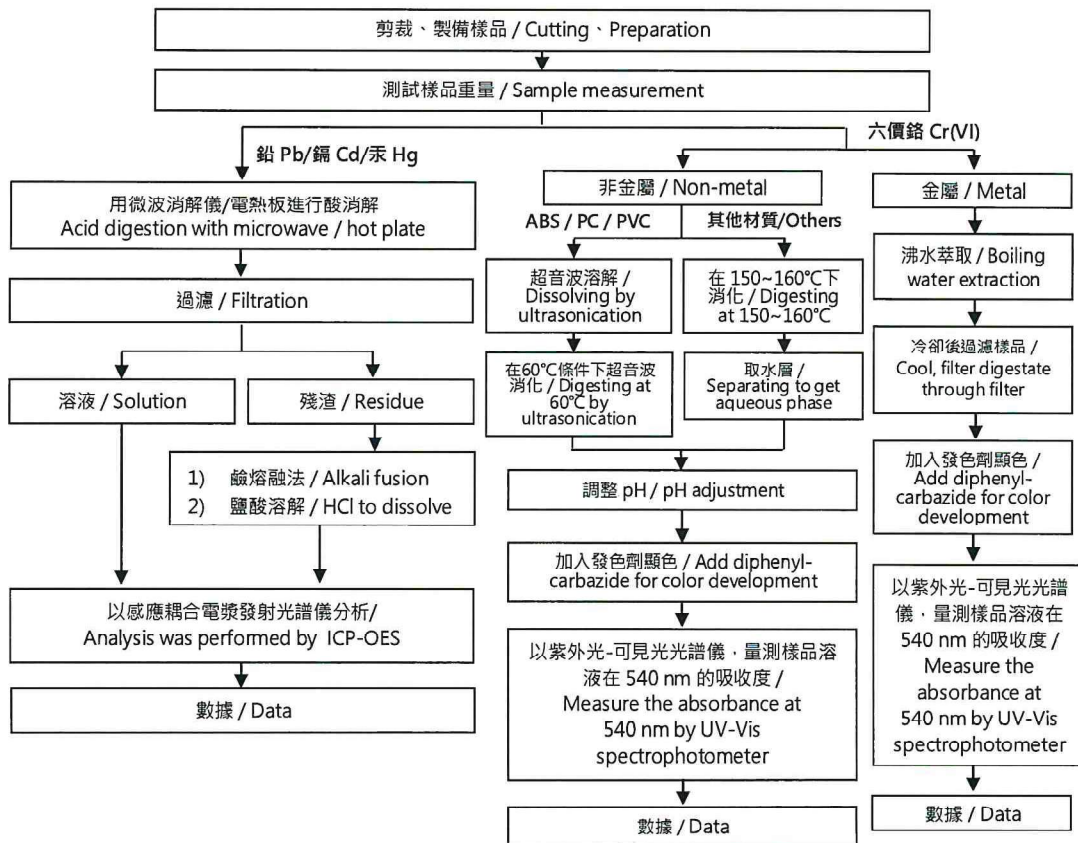 剪裁、製備樣品 / Cutting、Preparation
測試樣品重量 / Sample measurement
鉛 Pb/鎘 Cd/汞 Hg
用微波消解儀/電熱板進行酸消解
Acid digestion with microwave / hot plate
過濾 / Filtration
溶液 / Solution
殘渣 / Residue
1) 鹼熔融法 / Alkali fusion
2) 鹽酸溶解 / HCl to dissolve
以感應耦合電漿發射光譜儀分析/
Analysis was performed by ICP-OES
數據 / Data
六價鉻 Cr(VI)
非金屬 / Non-metal
ABS / PC / PVC
超音波溶解 /
Dissolving by
ultrasonication
在60℃條件下超音波
消化 / Digesting at
60℃ by
ultrasonication
其他材質/Others
在 150~160℃下
消化 / Digesting
at 150~160℃
取水層 /
Separating to get
aqueous phase
調整 pH / pH adjustment
加入發色劑顯色 / Add diphenyl-
carbazide for color development
以紫外光-可見光光譜儀，量測樣品溶
液在 540 nm 的吸收度 /
Measure the absorbance at
540 nm by UV-Vis
spectrophotometer
數據 / Data
金屬 / Metal
沸水萃取 / Boiling
water extraction
冷卻後過濾樣品 /
Cool, filter digestate
through filter
加入發色劑顯色 /
Add diphenyl-
carbazide for color
development
以紫外光-可見光光譜
儀，量測樣品溶液在
540 nm 的吸收度 /
Measure the
absorbance at
540 nm by UV-Vis
spectrophotometer
數據 / Data